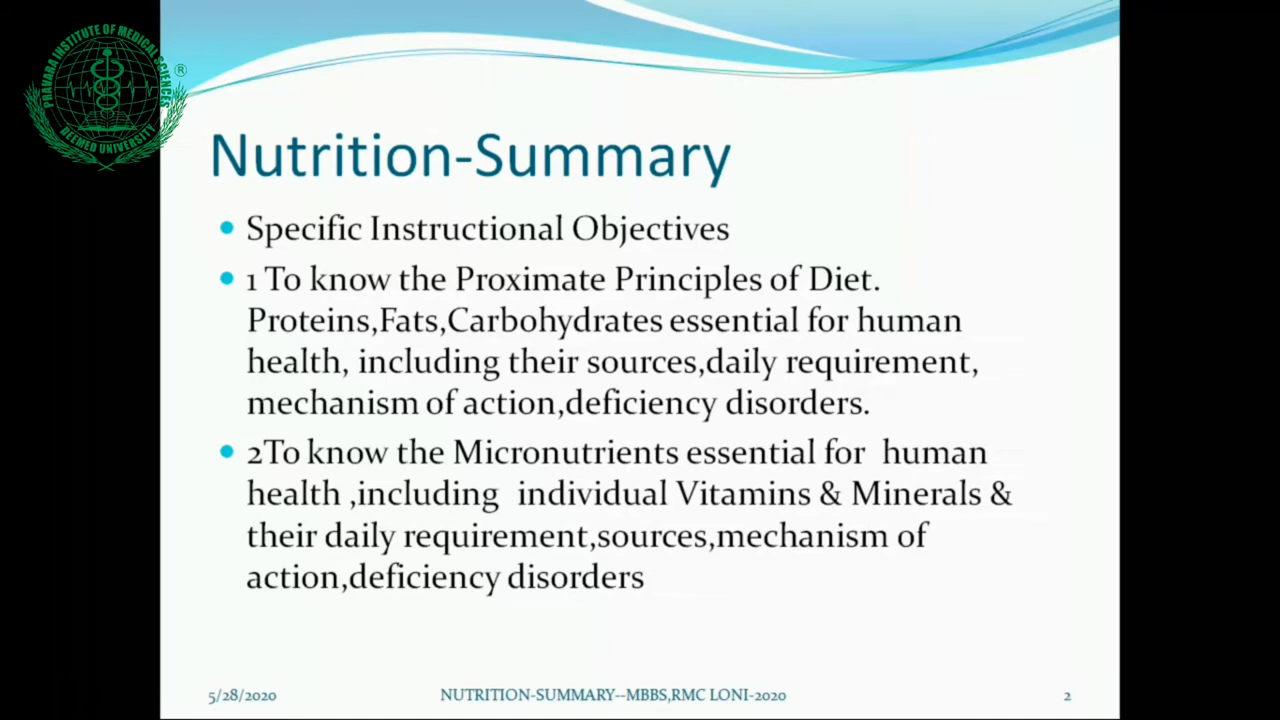 PRAVARA INSTITUTE OF MEDICAL SCIENCES
DEEMED UNIVERSITY
®
Nutrition-Summary
Specific Instructional Objectives
1 To know the Proximate Principles of Diet.
Proteins,Fats,Carbohydrates essential for human
health, including their sources,daily requirement,
mechanism of action,deficiency disorders.
2To know the Micronutrients essential for human
health ,including individual Vitamins & Minerals &
their daily requirement,sources,mechanism of
action,deficiency disorders
5/28/2020
NUTRITION-SUMMARY--MBBS,RMC LONI-2020
2